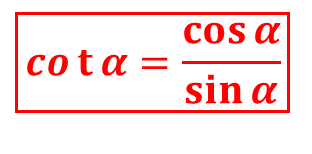 cot α = cos α / sin α